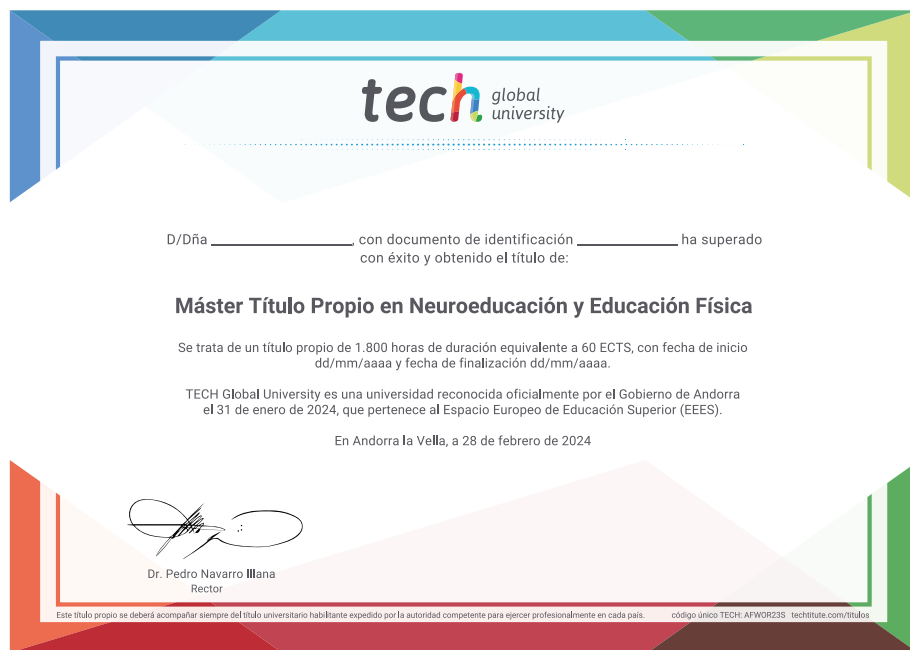 tech global university
D/Dña ________, con documento de identificación ________ ha superado
con éxito y obtenido el título de:
Máster Título Propio en Neuroeducación y Educación Física
Se trata de un título propio de 1.800 horas de duración equivalente a 60 ECTS, con fecha de inicio
dd/mm/aaaa y fecha de finalización dd/mm/aaaa.
TECH Global University es una universidad reconocida oficialmente por el Gobierno de Andorra
el 31 de enero de 2024, que pertenece al Espacio Europeo de Educación Superior (EEES).
En Andorra la Vella, a 28 de febrero de 2024
Dr. Pedro Navarro Illana
Rector
Este título propio se deberá acompañar siempre del título universitario habilitante expedido por la autoridad competente para ejercer profesionalmente en cada país. código único TECH: AFWOR23S techtitute.com/titulos